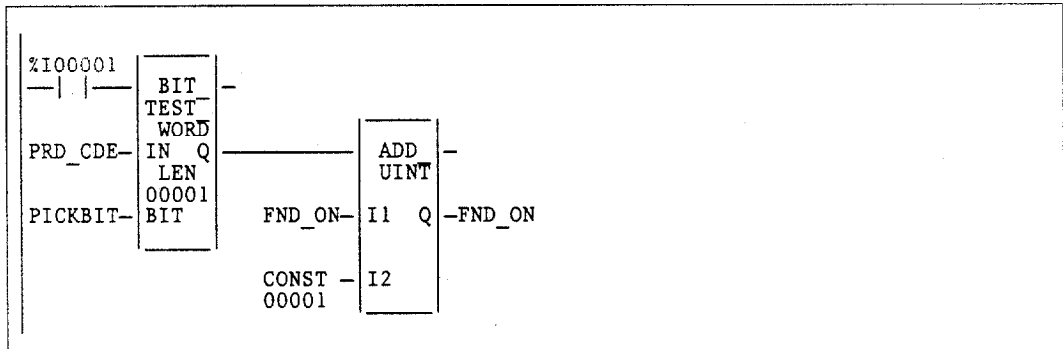 %I00001
BIT_
TEST_
WORD
PRD_CDE IN Q ADD_
LEN UINT
00001
PICKBIT BIT FND_ON I1 Q FND_ON
CONST I2
00001